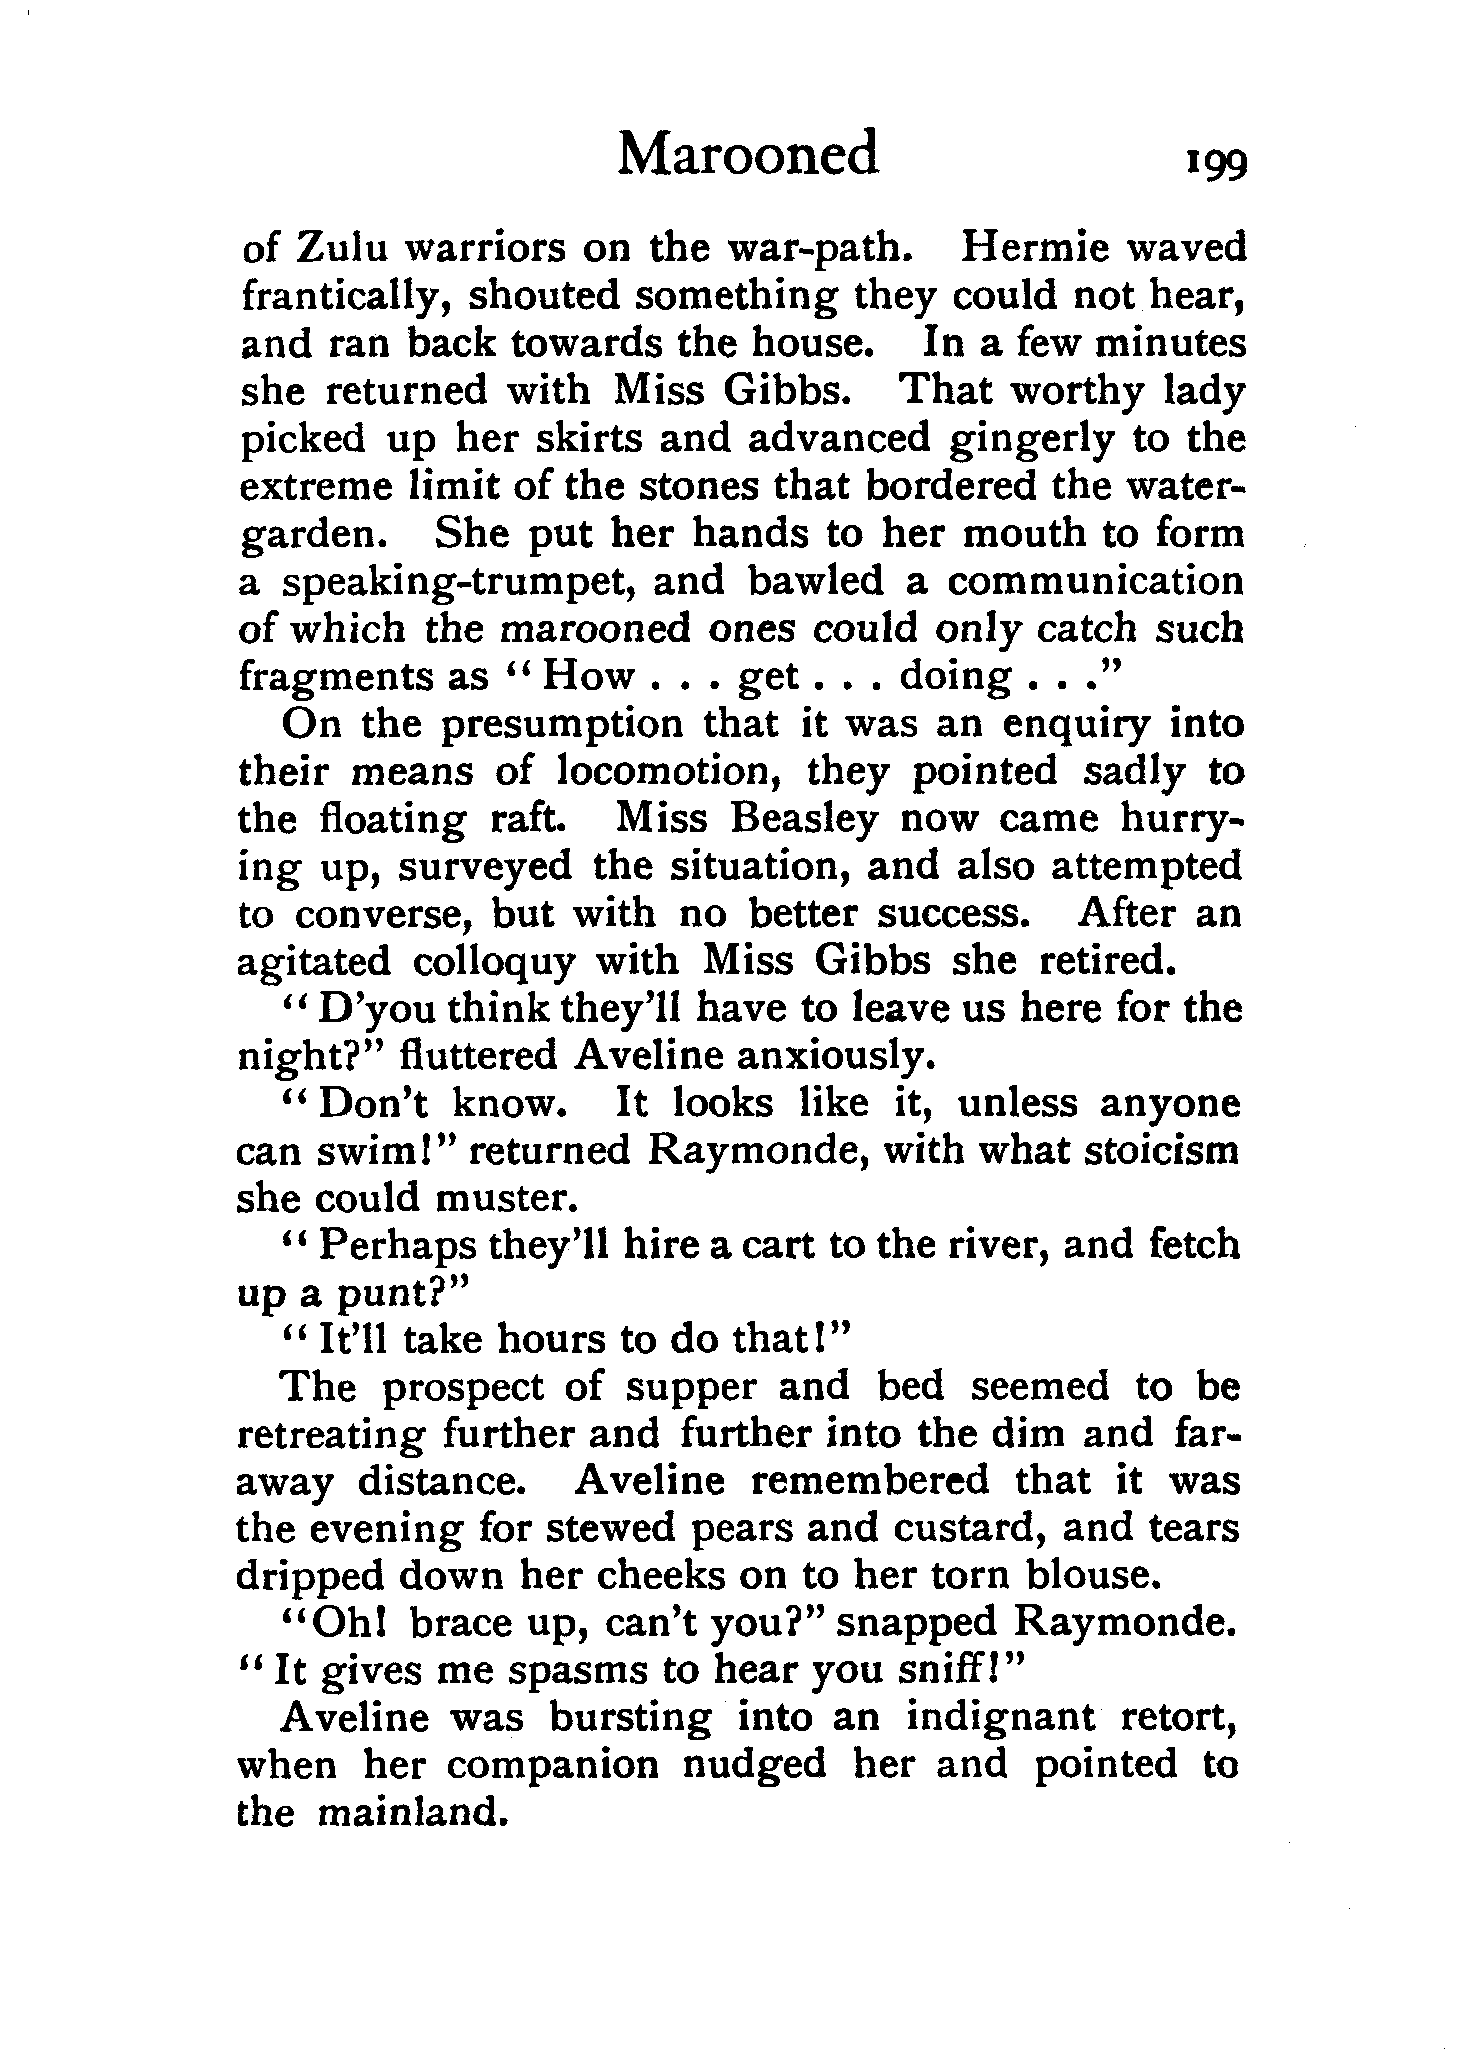 Marooned 199
of Zulu warriors on the war-path. Hermie waved
frantically, shouted something they could not hear,
and ran back towards the house. In a few minutes
she returned with Miss Gibbs. That worthy lady
picked up her skirts and advanced gingerly to the
extreme limit of the stones that bordered the water-
garden. She put her hands to her mouth to form
a speaking-trumpet, and bawled a communication
of which the marooned ones could only catch such
fragments as “How . . . get . . . doing . . .”
On the presumption that it was an enquiry into
their means of locomotion, they pointed sadly to
the floating raft. Miss Beasley now came hurry-
ing up, surveyed the situation, and also attempted
to converse, but with no better success. After an
agitated colloquy with Miss Gibbs she retired.
“D’you think they’ll have to leave us here for the
night?” fluttered Aveline anxiously.
“Don’t know. It looks like it, unless anyone
can swim!” returned Raymonde, with what stoicism
she could muster.
“Perhaps they’ll hire a cart to the river, and fetch
up a punt?”
“It’ll take hours to do that!”
The prospect of supper and bed seemed to be
retreating further and further into the dim and far-
away distance. Aveline remembered that it was
the evening for stewed pears and custard, and tears
dripped down her cheeks on to her torn blouse.
“Oh! brace up, can’t you?” snapped Raymonde.
“It gives me spasms to hear you sniff!”
Aveline was bursting into an indignant retort,
when her companion nudged her and pointed to
the mainland.